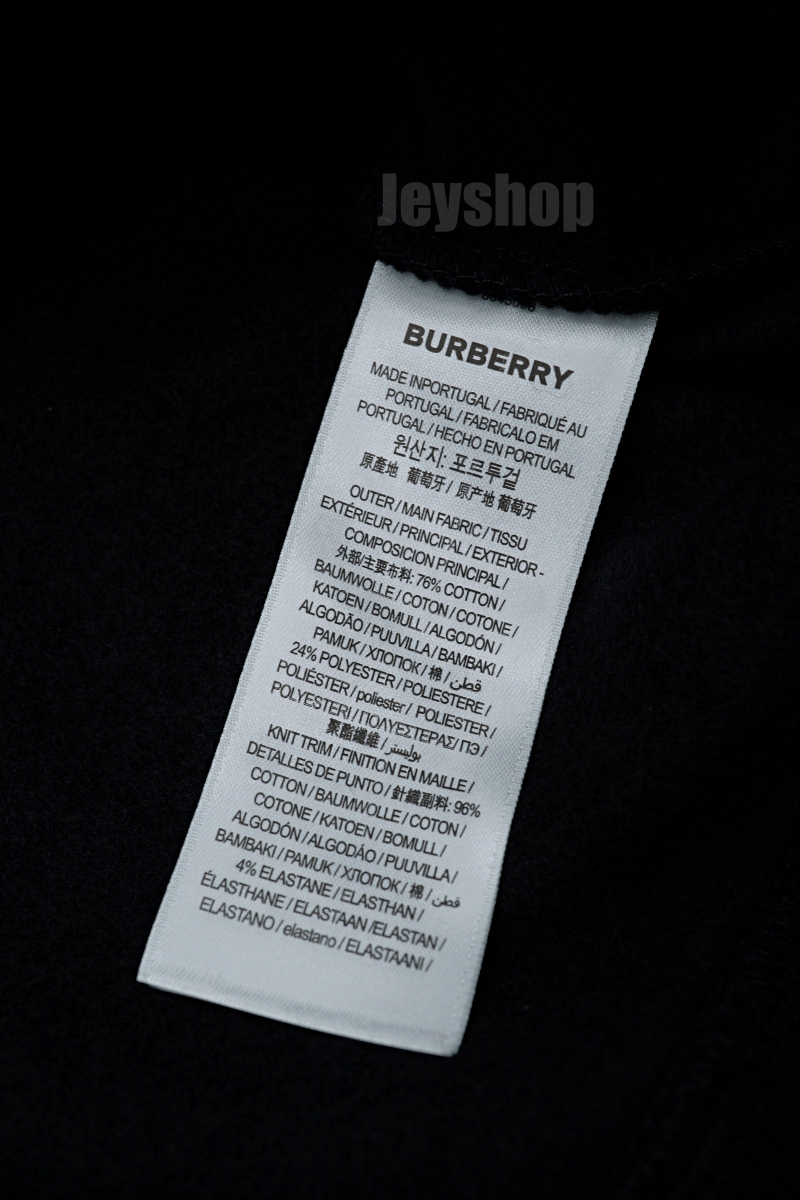 Jeyshop
BURBERRY
MADE INPORTUGAL / FABRIQUÉ AU
PORTUGAL / FABRICALO EM
PORTUGAL / HECHO EN PORTUGAL
원산지: 포르투겁
原產地 葡萄牙 / 原产地 葡萄牙
OUTER / MAIN FABRIC / TISSU
EXTÉRIEUR / PRINCIPAL / EXTERIOR -
COMPOSICION PRINCIPAL /
外部/主要布料: 76% COTTON /
BAUMWOLLE / COTON / COTONE /
KATOEN / BOMULL / ALGODÓN /
ALGODÃO / PUUVILLA / BAMBAKI /
PAMUK / ХЛОПОК / 棉 / قطن
24% POLYESTER / POLIESTERE /
POLIÉSTER / poliester / POLIESTER /
POLYESTERI / ΠΟΛΥΕΣΤΕΡΑΣ/ ПЭ /
聚酯纖維 / بوليستر
KNIT TRIM / FINITION EN MAILLE /
DETALLES DE PUNTO / 針織副料: 96%
COTTON / BAUMWOLLE / COTON /
COTONE / KATOEN / BOMULL /
ALGODÓN / ALGODÃO / PUUVILLA /
BAMBAKI / PAMUK / ХЛОПОК / 棉 / قطن
4% ELASTANE / ELASTHAN /
ÉLASTHANE / ELASTAAN /ELASTAN /
ELASTANO / elastano / ELASTAANI /